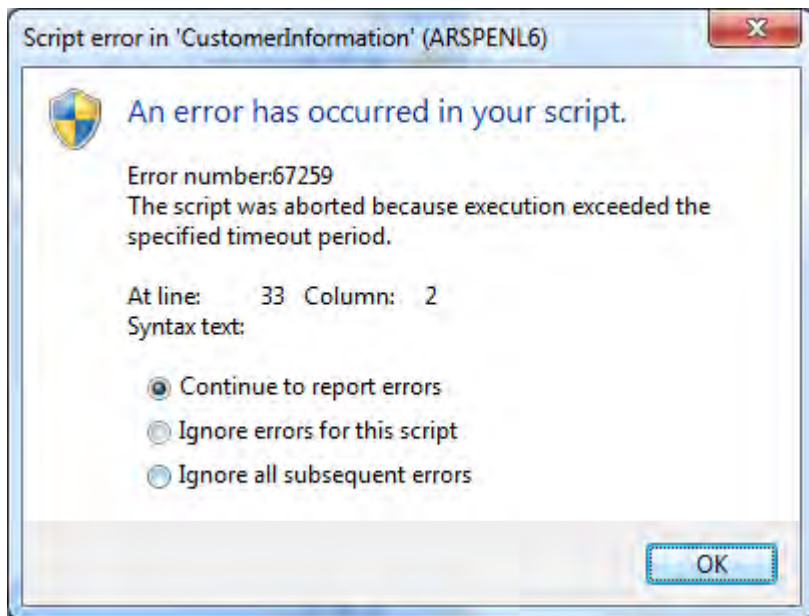 Script error in 'CustomerInformation' (ARSPENL6)
An error has occurred in your script.
Error number:67259
The script was aborted because execution exceeded the
specified timeout period.
At line: 33 Column: 2
Syntax text:
Continue to report errors
Ignore errors for this script
Ignore all subsequent errors
OK